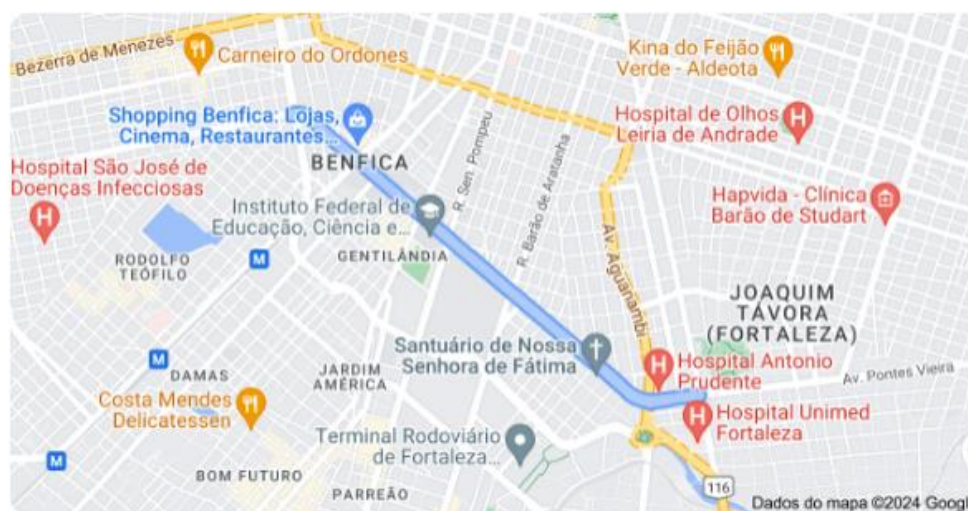 Bezerra de Menezes
Carneiro do Ordones
Kina do Feijão
Verde - Aldeota
Shopping Benfica: Lojas,
Cinema, Restaurantes...
Hospital de Olhos
Leiria de Andrade
BENFICA
R. Sen. Pompeu
R. Barão de Aratanha
Hospital São José de
Doenças Infecciosas
H
H
Instituto Federal de
Educação, Ciência e...
Hapvida - Clínica
Barão de Studart
M
GENTILÂNDIA
RODOLFO
TEÓFILO
Av. Aguanambi
JOAQUIM
TÁVORA
(FORTALEZA)
Santuário de Nossa
Senhora de Fátima
M
DAMAS
JARDIM
AMÉRICA
H
Hospital Antonio
Prudente
Av. Pontes Vieira
Costa Mendes
Delicatessen
H
Hospital Unimed
Fortaleza
Terminal Rodoviário
de Fortaleza...
M
BOM FUTURO
PARREÃO
116
Dados do mapa ©2024 Googl